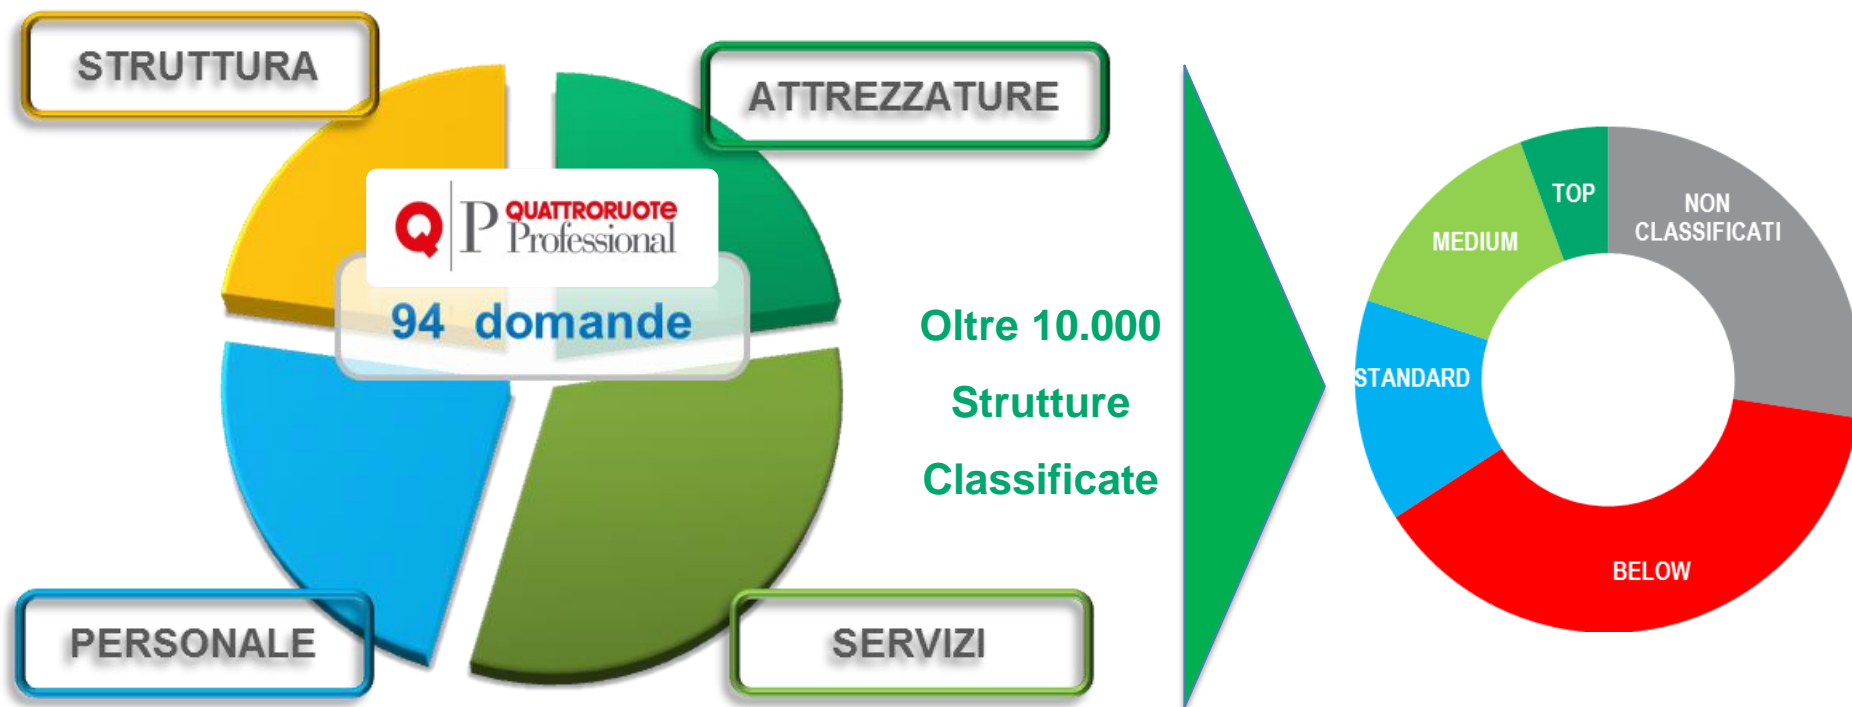 STRUTTURA
ATTREZZATURE
Q P QUATTRORUOTE
Professional
94 domande
PERSONALE
SERVIZI
Oltre 10.000
Strutture
Classificate
TOP
NON
CLASSIFICATI
MEDIUM
STANDARD
BELOW